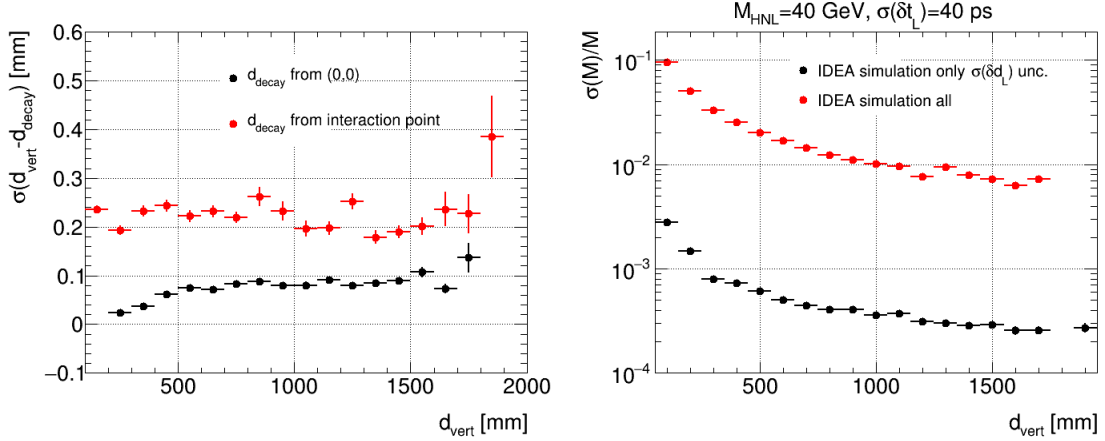 σ(d_vert -d_decay) [mm]
0.6
0.5
0.4
0.3
0.2
0.1
0
−0.1
d_decay from (0,0)
d_decay from interaction point
500
1000
1500
2000
d_vert [mm]
M_HNL=40 GeV, σ(δt_L)=40 ps
σ(M)/M
10^−1
10^−2
10^−3
10^−4
IDEA simulation only σ(δd_L) unc.
IDEA simulation all
500
1000
1500
d_vert [mm]